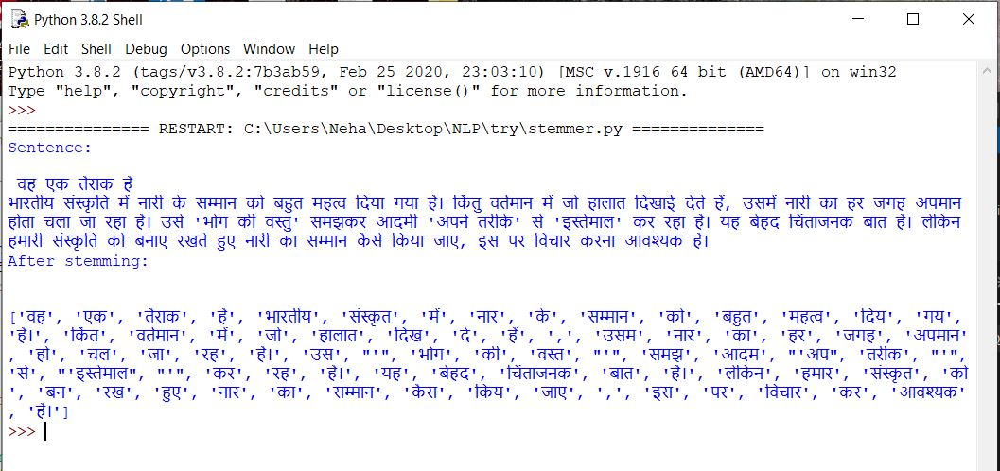 Python 3.8.2 Shell
File Edit Shell Debug Options Window Help
Python 3.8.2 (tags/v3.8.2:7b3ab59, Feb 25 2020, 23:03:10) [MSC v.1916 64 bit (AMD64)] on win32
Type "help", "copyright", "credits" or "license()" for more information.
>>>
=============== RESTART: C:\Users\Neha\Desktop\NLP\try\stemmer.py ==============
Sentence:
वह एक तैराक है
भारतीय संस्कृति में नारी के सम्मान को बहुत महत्व दिया गया है। किंतु वर्तमान में जो हालात दिखाई देते हैं, उसमें नारी का हर जगह अपमान
होता चला जा रहा है। उसे 'भोग की वस्तु' समझकर आदमी 'अपने तरीके' से 'इस्तेमाल' कर रहा है। यह बेहद चिंताजनक बात है। लेकिन
हमारी संस्कृति को बनाए रखते हुए नारी का सम्मान कैसे किया जाए, इस पर विचार करना आवश्यक है।
After stemming:
['वह', 'एक', 'तैराक', 'है', 'भारतीय', 'संस्कृत', 'में', 'नार', 'के', 'सम्मान', 'को', 'बहुत', 'महत्व', 'दिय', 'गय',
'है।', 'किंत', 'वर्तमान', 'में', 'जो', 'हालात', 'दिख', 'दे', 'हैं', ',', 'उसम', 'नार', 'का', 'हर', 'जगह', 'अपमान'
, 'हो', 'चल', 'जा', 'रह', 'है।', 'उस', "'", 'भोग', 'की', 'वस्त', "'", 'समझ', 'आदम', "'अप", 'तरीक', "'",
'से', "'इस्तेमाल", "'", 'कर', 'रह', 'है।', 'यह', 'बेहद', 'चिंताजनक', 'बात', 'है।', 'लेकिन', 'हमार', 'संस्कृत', 'को'
, 'बन', 'रख', 'हुए', 'नार', 'का', 'सम्मान', 'कैस', 'किय', 'जाए', ',', 'इस', 'पर', 'विचार', 'कर', 'आवश्यक'
, 'है।']
>>>